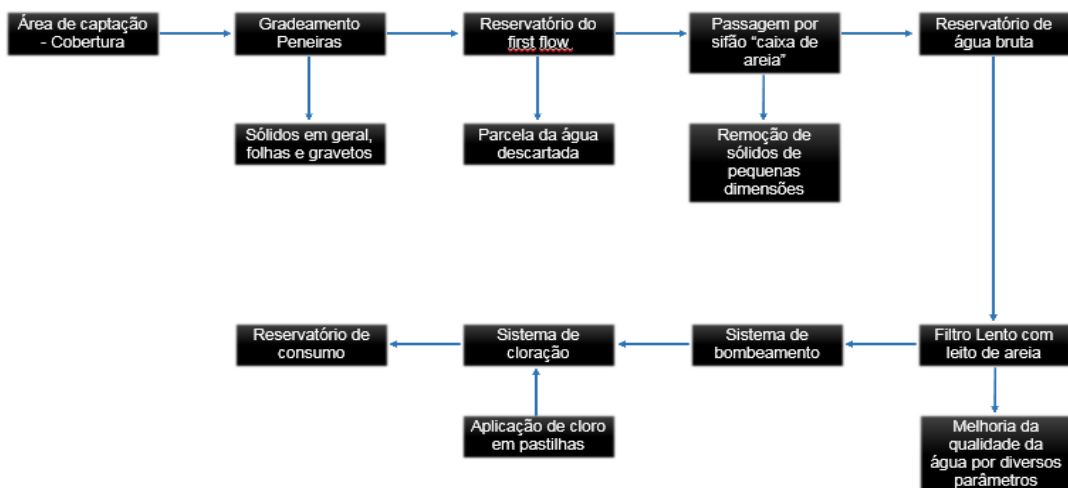 Área de captação
- Cobertura
Gradeamento
Peneiras
Reservatório do
first flow
Passagem por
sifão “caixa de
areia”
Reservatório de
água bruta
Sólidos em geral,
folhas e gravetos
Parcela da água
descartada
Remoção de
sólidos de
pequenas
dimensões
Reservatório de
consumo
Sistema de
cloração
Sistema de
bombeamento
Filtro Lento com
leito de areia
Aplicação de cloro
em pastilhas
Melhoria da
qualidade da
água por diversos
parâmetros